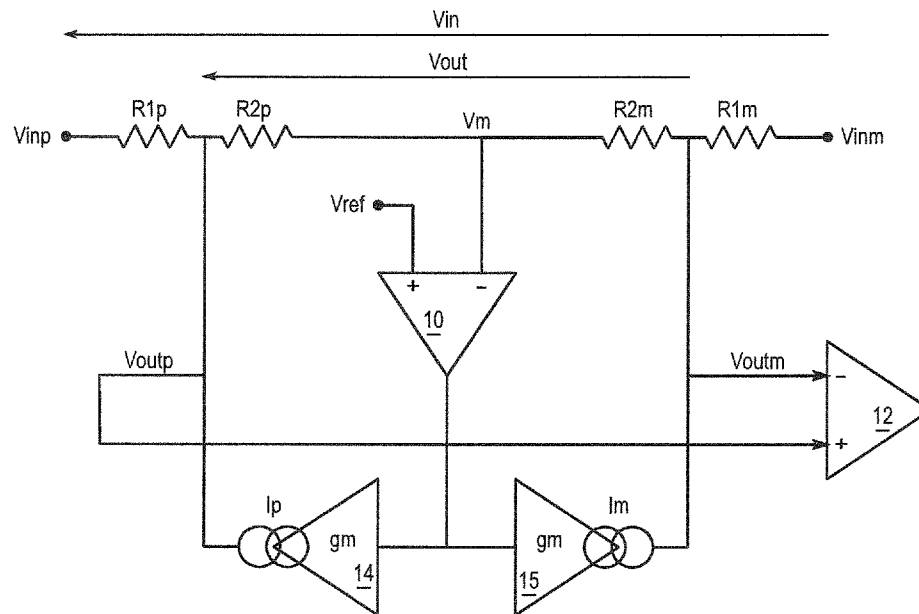 Vin
Vout
R1p
R2p
Vm
R2m
R1m
Vinp
Vinm
Vref
+
-
10
Voutp
Voutm
-
12
+
Ip
Im
gm
gm
14
15